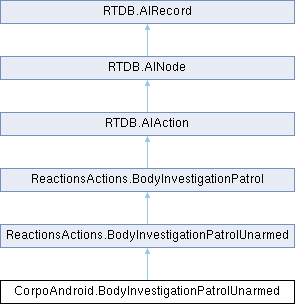 RTDB.AIRecord
RTDB.AINode
RTDB.AIAction
ReactionsActions.BodyInvestigationPatrol
ReactionsActions.BodyInvestigationPatrolUnarmed
CorpoAndroid.BodyInvestigationPatrolUnarmed